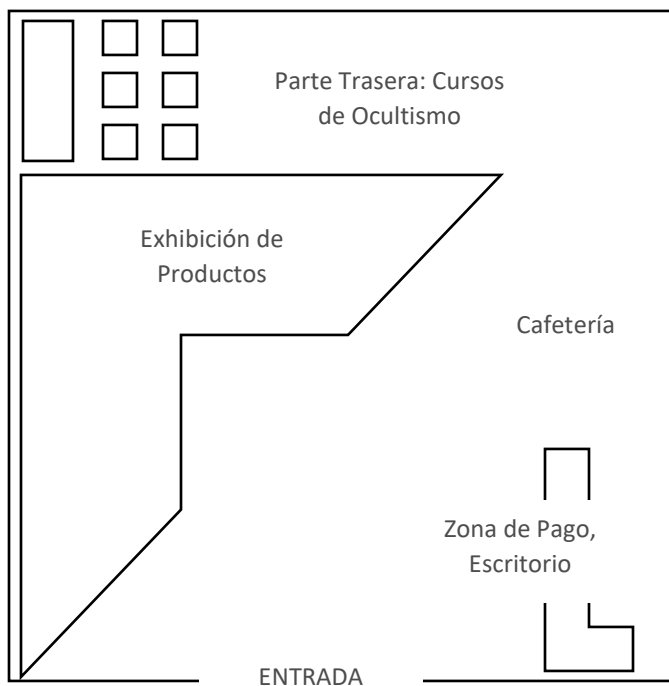 Parte Trasera: Cursos
de Ocultismo
Exhibición de
Productos
Cafetería
Zona de Pago,
Escritorio
ENTRADA